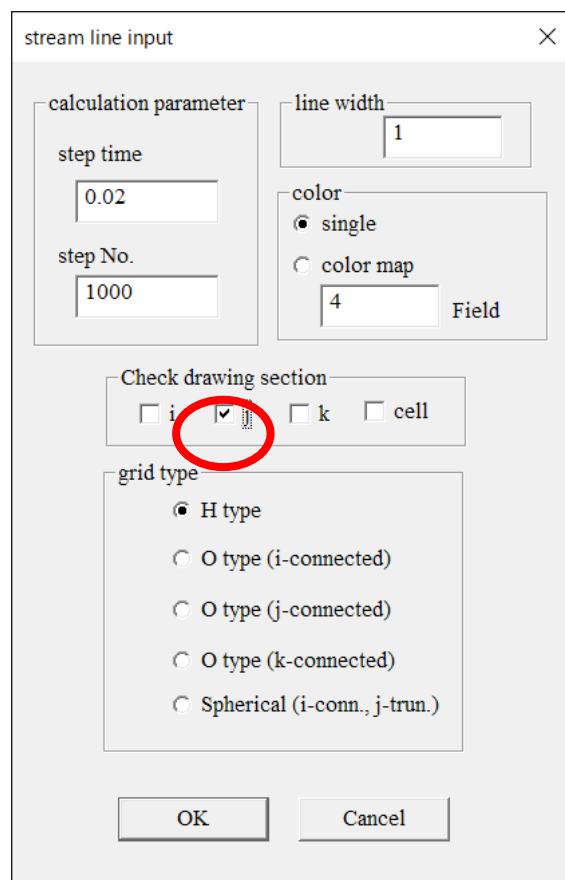 stream line input
calculation parameter
step time
0.02
step No.
1000
line width
1
color
single
color map
4 Field
Check drawing section
i j k cell
grid type
H type
O type (i-connected)
O type (j-connected)
O type (k-connected)
Spherical (i-conn., j-trun.)
OK Cancel